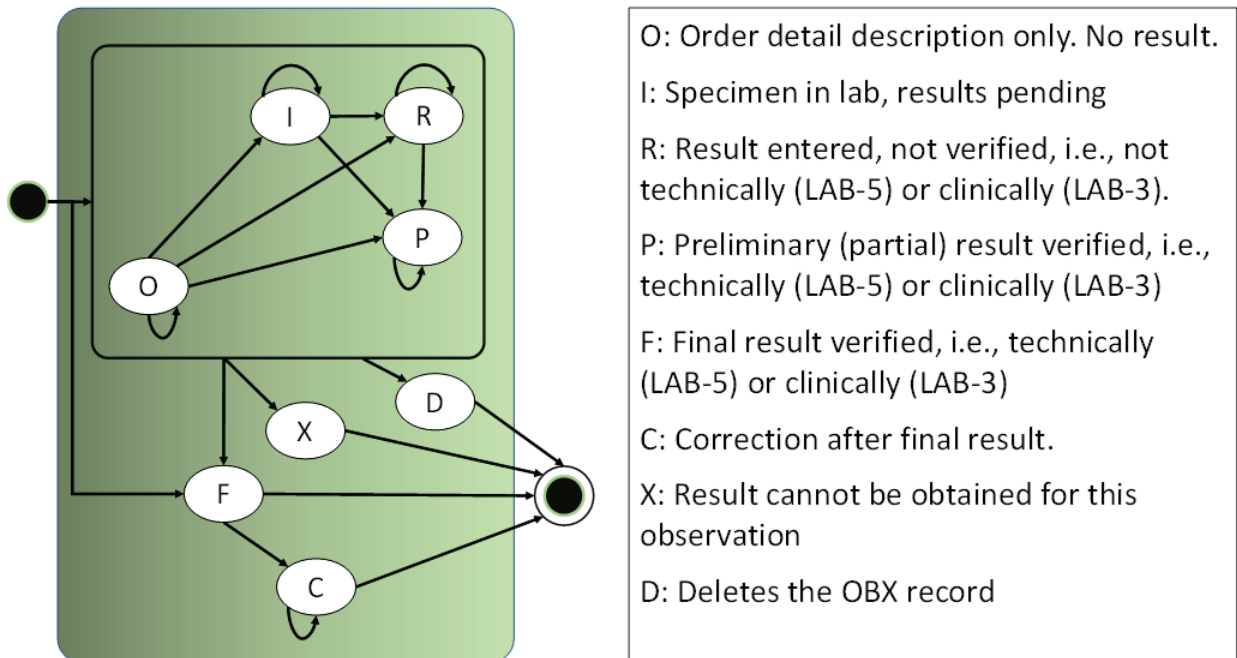 I
R
P
O
D
X
F
C
O: Order detail description only. No result.
I: Specimen in lab, results pending
R: Result entered, not verified, i.e., not
technically (LAB-5) or clinically (LAB-3).
P: Preliminary (partial) result verified, i.e.,
technically (LAB-5) or clinically (LAB-3)
F: Final result verified, i.e., technically
(LAB-5) or clinically (LAB-3)
C: Correction after final result.
X: Result cannot be obtained for this
observation
D: Deletes the OBX record